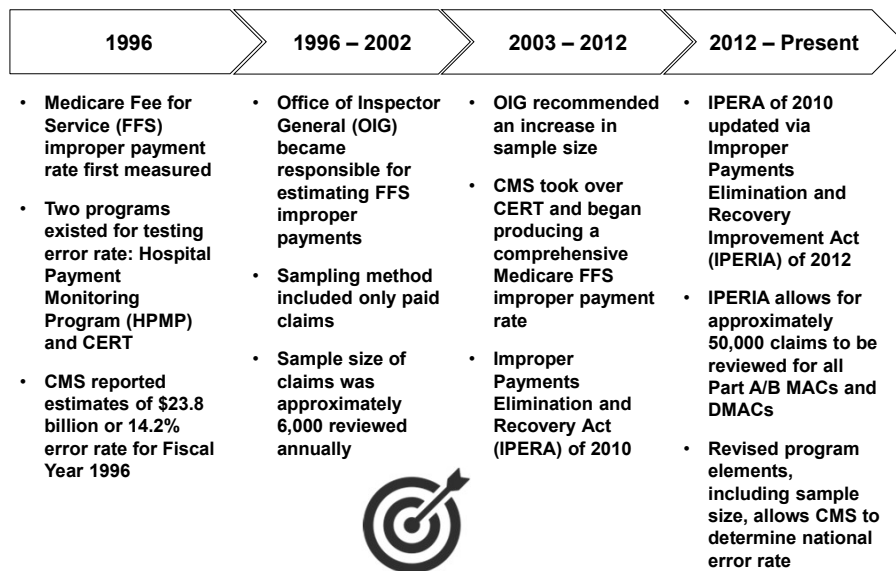 1996
1996 – 2002
2003 – 2012
2012 – Present
• Medicare Fee for
Service (FFS)
improper payment
rate first measured
• Two programs
existed for testing
error rate: Hospital
Payment
Monitoring
Program (HPMP)
and CERT
• CMS reported
estimates of $23.8
billion or 14.2%
error rate for Fiscal
Year 1996
• Office of Inspector
General (OIG)
became
responsible for
estimating FFS
improper
payments
• Sampling method
included only paid
claims
• Sample size of
claims was
approximately
6,000 reviewed
annually
• OIG recommended
an increase in
sample size
• CMS took over
CERT and began
producing a
comprehensive
Medicare FFS
improper payment
rate
• Improper
Payments
Elimination and
Recovery Act
(IPERA) of 2010
• IPERA of 2010
updated via
Improper
Payments
Elimination and
Recovery
Improvement Act
(IPERIA) of 2012
• IPERIA allows for
approximately
50,000 claims to be
reviewed for all
Part A/B MACs and
DMACs
• Revised program
elements,
including sample
size, allows CMS to
determine national
error rate